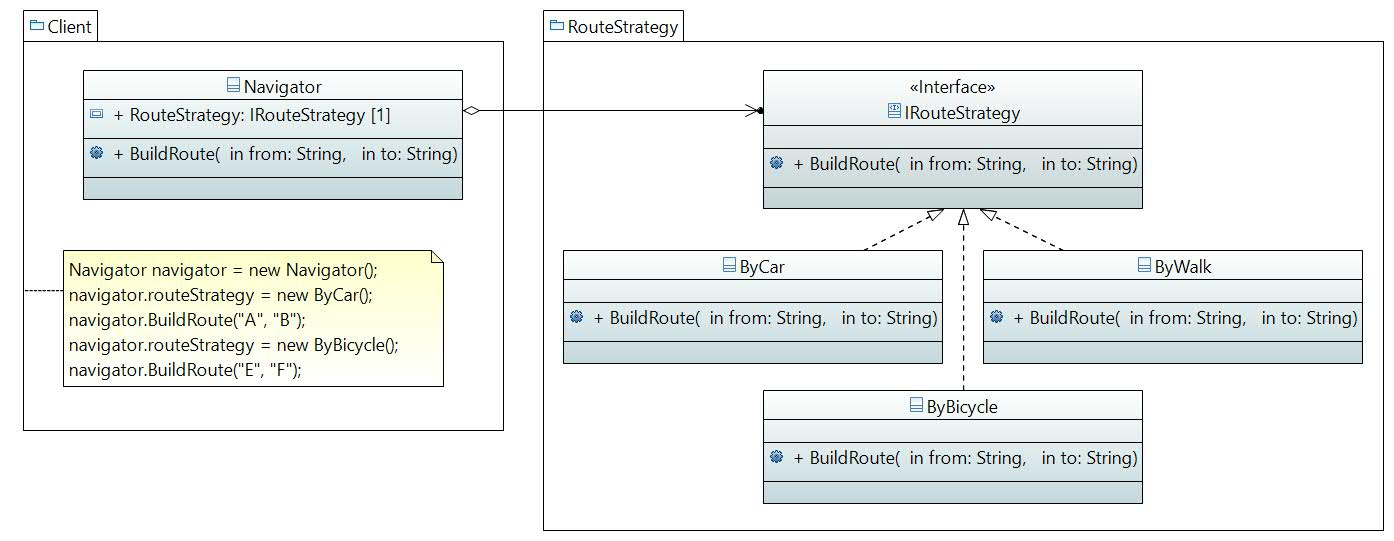 Client
Navigator
+ RouteStrategy: IRouteStrategy [1]
+ BuildRoute(  in from: String,   in to: String)
Navigator navigator = new Navigator();
navigator.routeStrategy = new ByCar();
navigator.BuildRoute("A", "B");
navigator.routeStrategy = new ByBicycle();
navigator.BuildRoute("E", "F");
RouteStrategy
«Interface»
IRouteStrategy
+ BuildRoute(  in from: String,   in to: String)
ByCar
+ BuildRoute(  in from: String,   in to: String)
ByWalk
+ BuildRoute(  in from: String,   in to: String)
ByBicycle
+ BuildRoute(  in from: String,   in to: String)